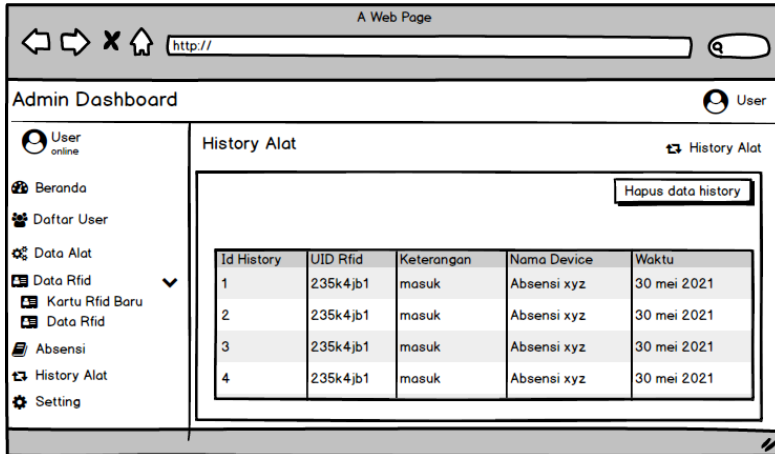 A Web Page
http://
Admin Dashboard
User
User
online
Beranda
Daftar User
Data Alat
Data Rfid
Kartu Rfid Baru
Data Rfid
Absensi
History Alat
Setting
History Alat
History Alat
Hapus data history
Id History UID Rfid Keterangan Nama Device Waktu
1 235k4jb1 masuk Absensi xyz 30 mei 2021
2 235k4jb1 masuk Absensi xyz 30 mei 2021
3 235k4jb1 masuk Absensi xyz 30 mei 2021
4 235k4jb1 masuk Absensi xyz 30 mei 2021